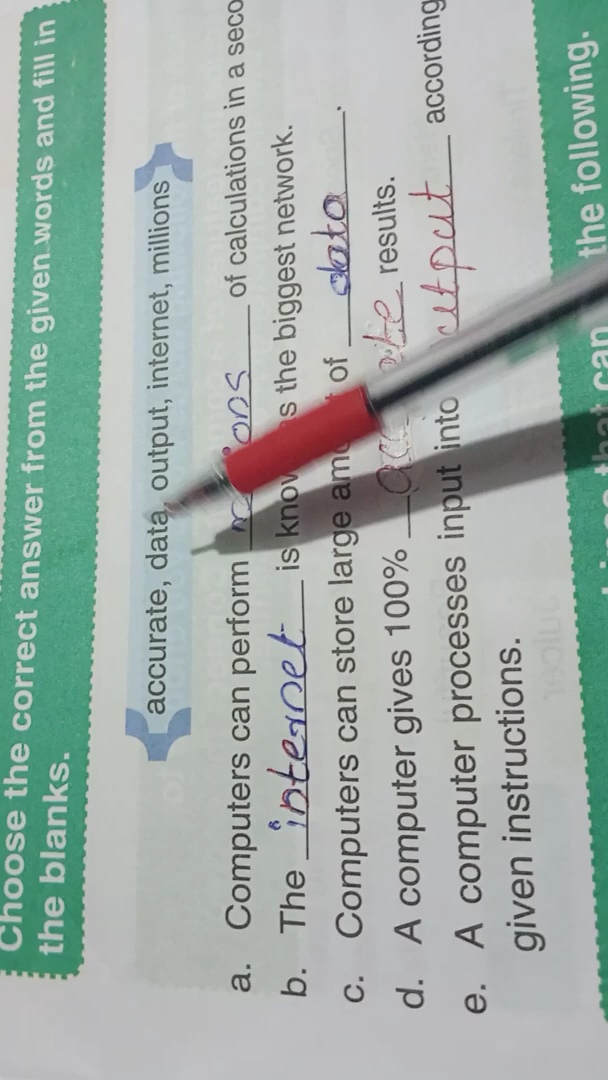 Choose the correct answer from the given words and fill in
the blanks.
accurate, data, output, internet, millions
a. Computers can perform of calculations in a seco
b. The internet is know s the biggest network.
c. Computers can store large amo of data.
d. A computer gives 100% results.
e. A computer processes input into according
given instructions.
the following.